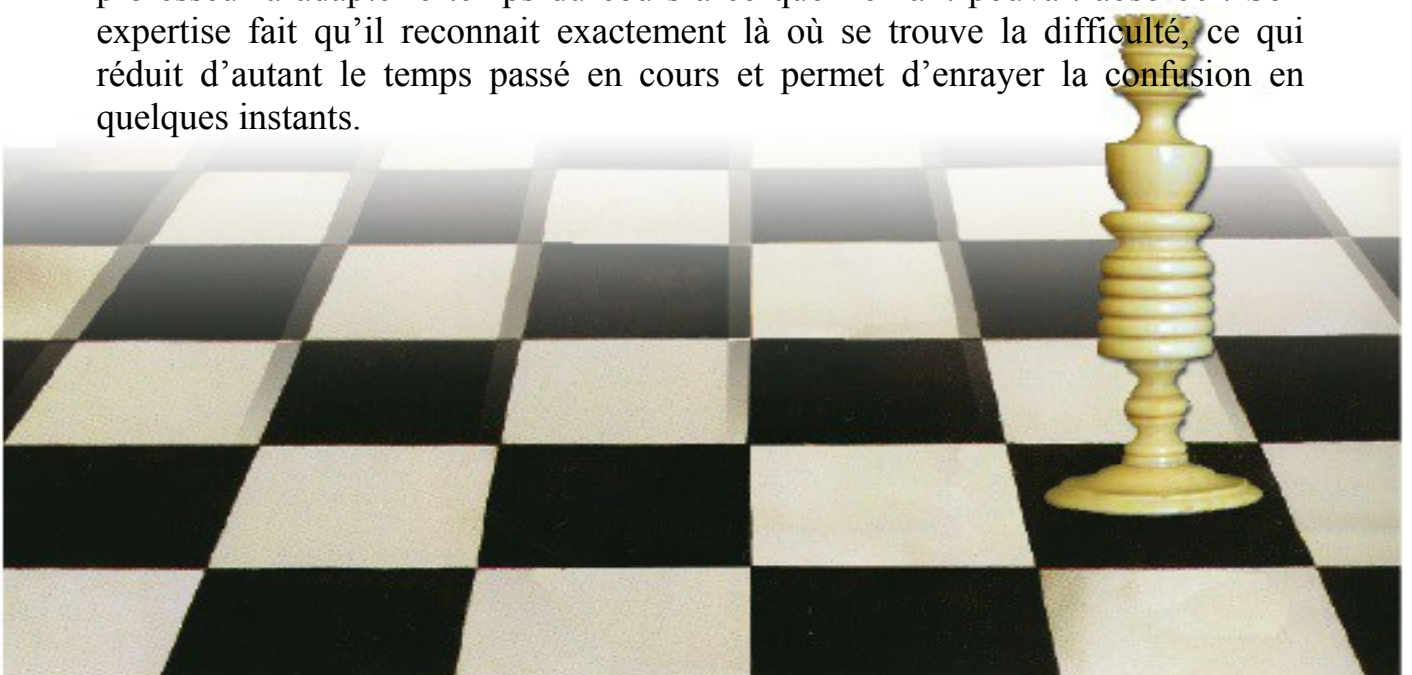 expertise fait qu’il reconnait exactement là où se trouve la difficulté, ce qui
réduit d’autant le temps passé en cours et permet d’enrayer la confusion en
quelques instants.